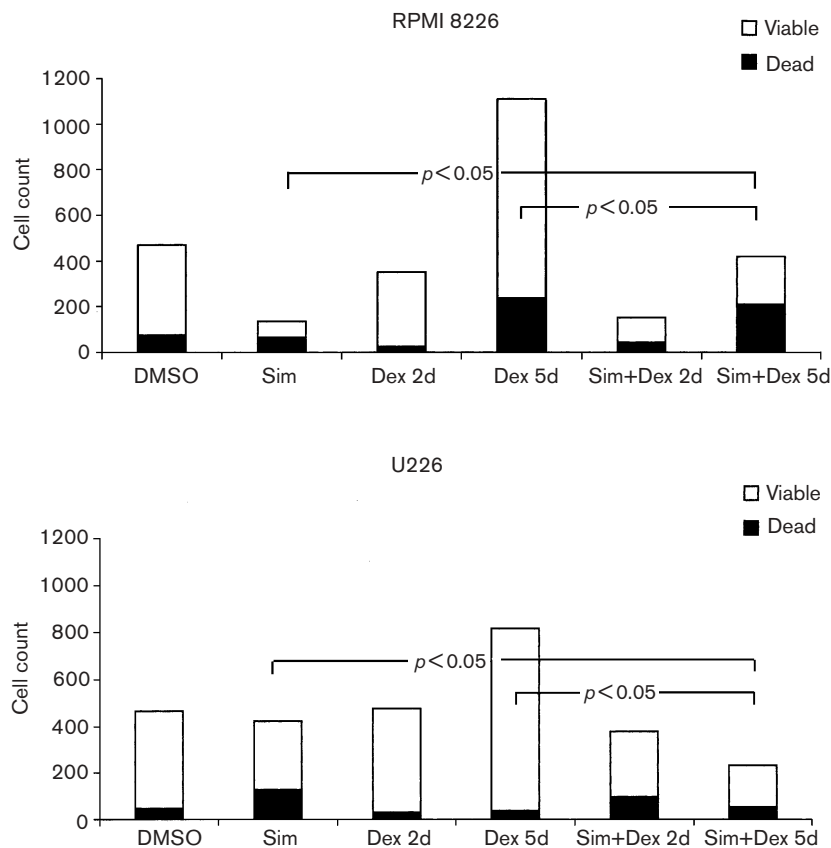 RPMI 8226
Viable
Dead
1200
1000
800
600
400
200
0
Cell count
p<0.05
p<0.05
DMSO Sim Dex 2d Dex 5d Sim+Dex 2d Sim+Dex 5d
U226
Viable
Dead
1200
1000
800
600
400
200
0
Cell count
p<0.05
p<0.05
DMSO Sim Dex 2d Dex 5d Sim+Dex 2d Sim+Dex 5d